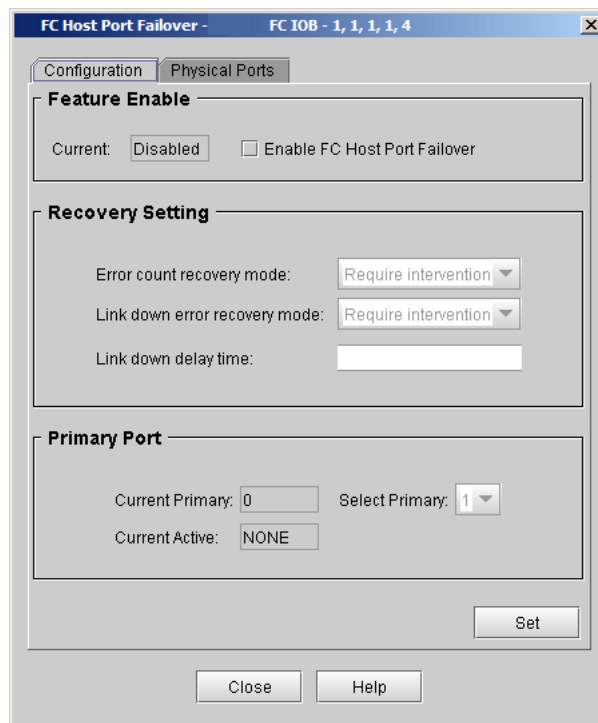 FC Host Port Failover - FC IOB - 1, 1, 1, 1, 4
Configuration Physical Ports
Feature Enable
Current: Disabled Enable FC Host Port Failover
Recovery Setting
Error count recovery mode: Require intervention
Link down error recovery mode: Require intervention
Link down delay time:
Primary Port
Current Primary: 0 Select Primary: 1
Current Active: NONE
Set
Close Help